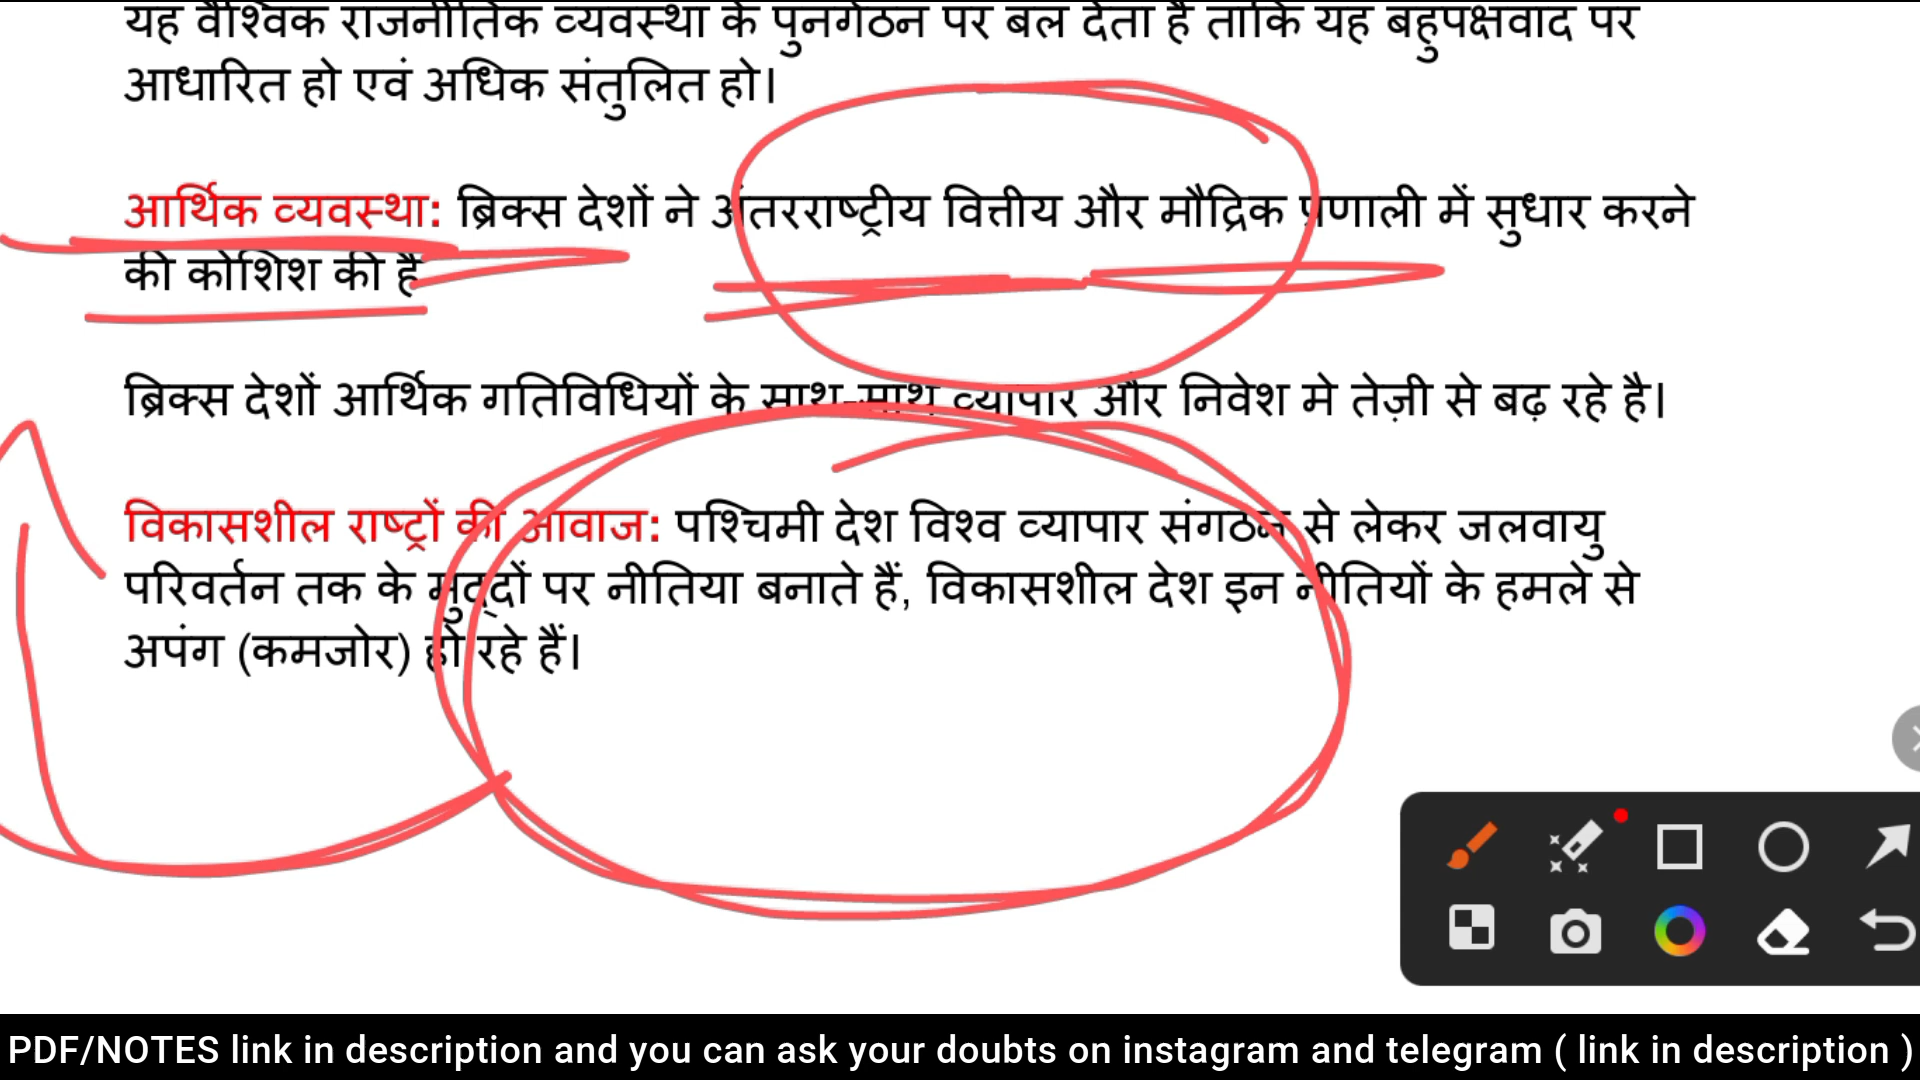 यह वैश्विक राजनीतिक व्यवस्था के पुनर्गठन पर बल देता है ताकि यह बहुपक्षवाद पर
आधारित हो एवं अधिक संतुलित हो।
आर्थिक व्यवस्था: ब्रिक्स देशों ने अंतरराष्ट्रीय वित्तीय और मौद्रिक प्रणाली में सुधार करने
की कोशिश की है
ब्रिक्स देशों आर्थिक गतिविधियों के साथ-साथ व्यापार और निवेश मे तेज़ी से बढ़ रहे है।
विकासशील राष्ट्रों की आवाज: पश्चिमी देश विश्व व्यापार संगठन से लेकर जलवायु
परिवर्तन तक के मुद्दों पर नीतिया बनाते हैं, विकासशील देश इन नीतियों के हमले से
अपंग (कमजोर) हो रहे हैं।
PDF/NOTES link in description and you can ask your doubts on instagram and telegram ( link in description )